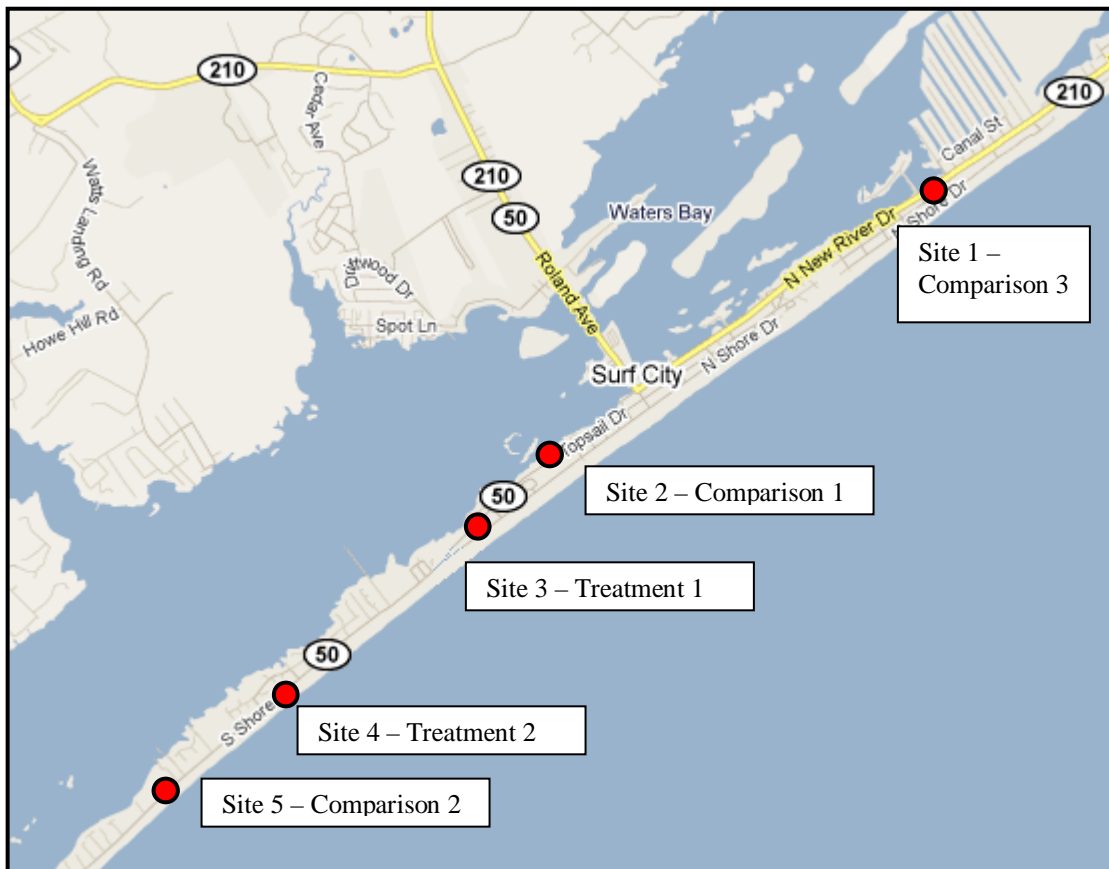 210
210
Cedar Ave
Canal St
Watts Landing Rd
210
50
Waters Bay
N Shore Dr
N New River Dr
Site 1 –
Comparison 3
Roland Ave
Howe Hill Rd
Spot Ln
N Shore Dr
Surf City
Topsail Dr
50
Site 2 – Comparison 1
Site 3 – Treatment 1
50
S Shore
Site 4 – Treatment 2
Site 5 – Comparison 2